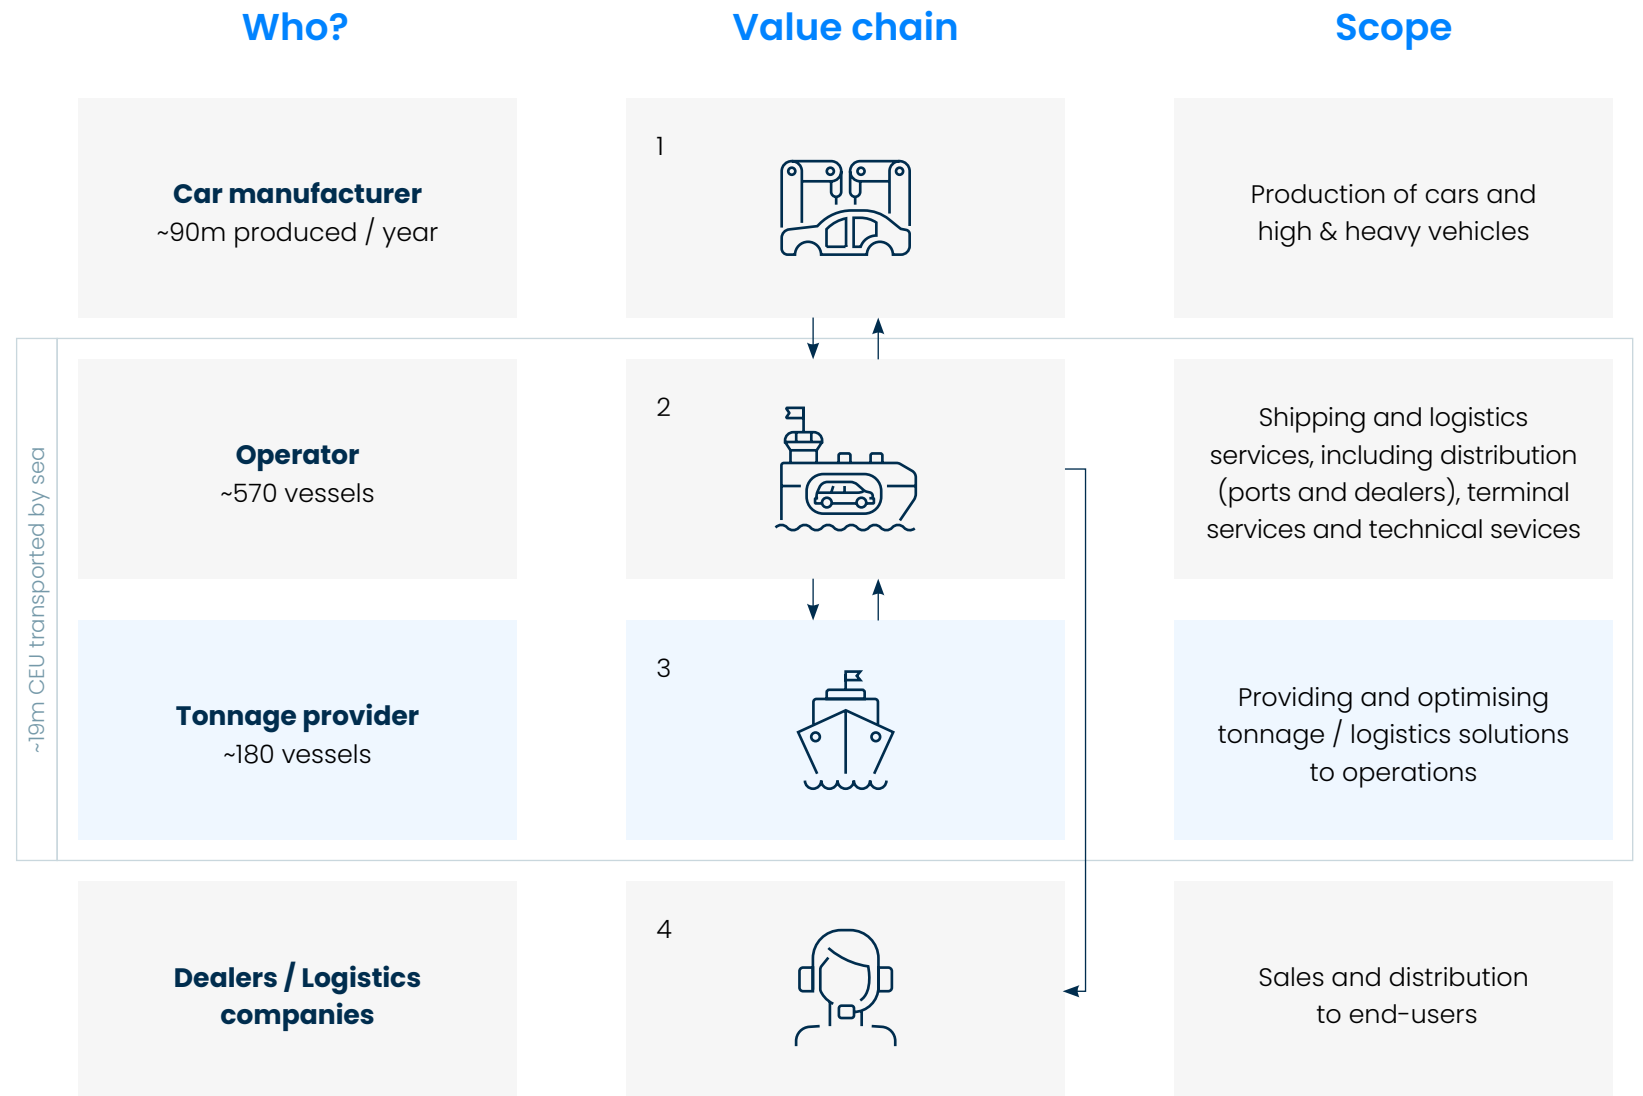 Who?
Value chain
Scope
Car manufacturer
~90m produced / year
1
Production of cars and
high & heavy vehicles
~19m CEU transported by sea
Operator
~570 vessels
2
Shipping and logistics
services, including distribution
(ports and dealers), terminal
services and technical sevices
Tonnage provider
~180 vessels
3
Providing and optimising
tonnage / logistics solutions
to operations
Dealers / Logistics
companies
4
Sales and distribution
to end-users